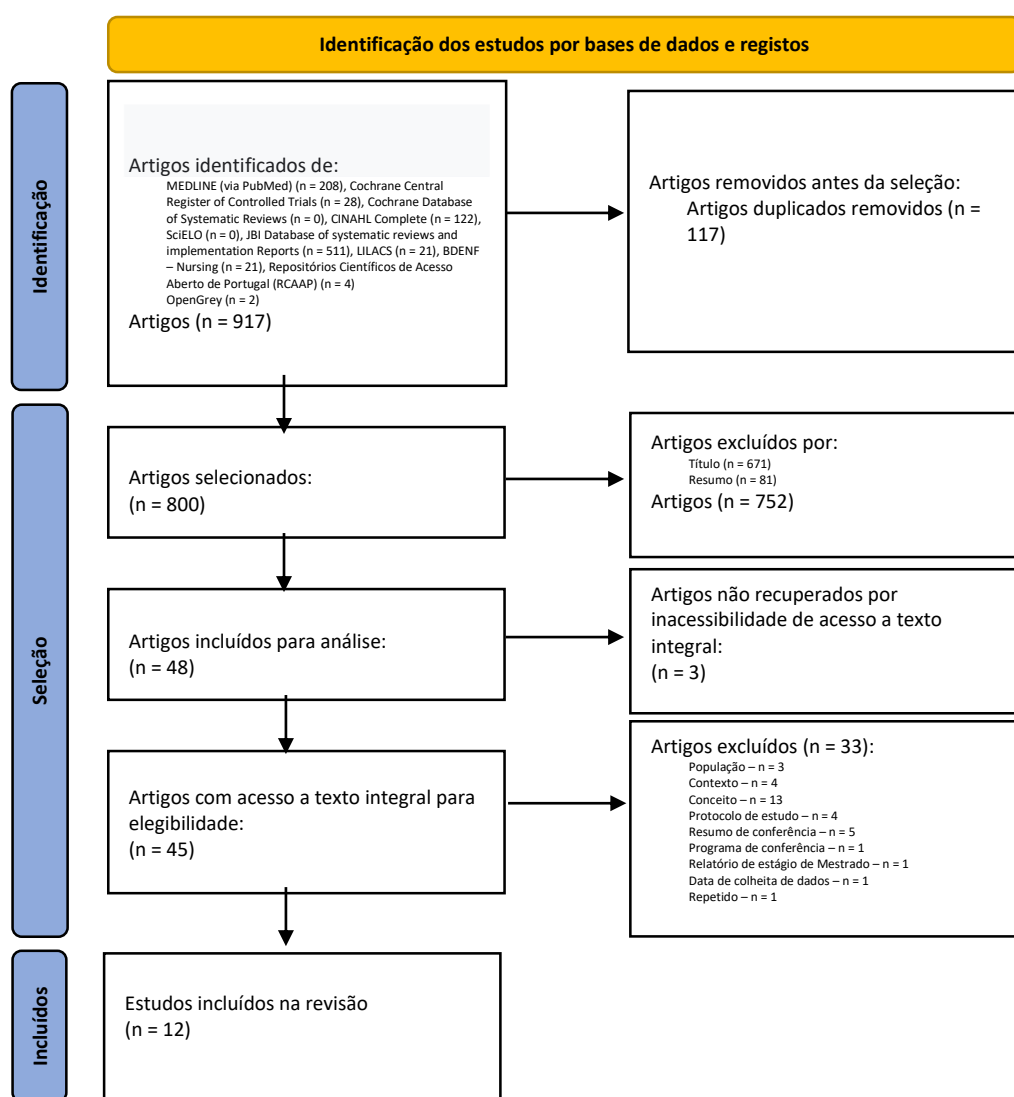 Identificação dos estudos por bases de dados e registos
Identificação
Artigos identificados de:
MEDLINE (via PubMed) (n = 208), Cochrane Central
Register of Controlled Trials (n = 28), Cochrane Database
of Systematic Reviews (n = 0), CINAHL Complete (n = 122),
SciELO (n = 0), JBI Database of systematic reviews and
implementation Reports (n = 511), LILACS (n = 21), BDENF
– Nursing (n = 21), Repositórios Científicos de Acesso
Aberto de Portugal (RCAAP) (n = 4)
OpenGrey (n = 2)
Artigos (n = 917)
Artigos removidos antes da seleção:
Artigos duplicados removidos (n =
117)
Seleção
Artigos selecionados:
(n = 800)
Artigos excluídos por:
Título (n = 671)
Resumo (n = 81)
Artigos (n = 752)
Artigos incluídos para análise:
(n = 48)
Artigos não recuperados por
inacessibilidade de acesso a texto
integral:
(n = 3)
Artigos com acesso a texto integral para
elegibilidade:
(n = 45)
Artigos excluídos (n = 33):
População – n = 3
Contexto – n = 4
Conceito – n = 13
Protocolo de estudo – n = 4
Resumo de conferência – n = 5
Programa de conferência – n = 1
Relatório de estágio de Mestrado – n = 1
Data de colheita de dados – n = 1
Repetido – n = 1
Incluídos
Estudos incluídos na revisão
(n = 12)